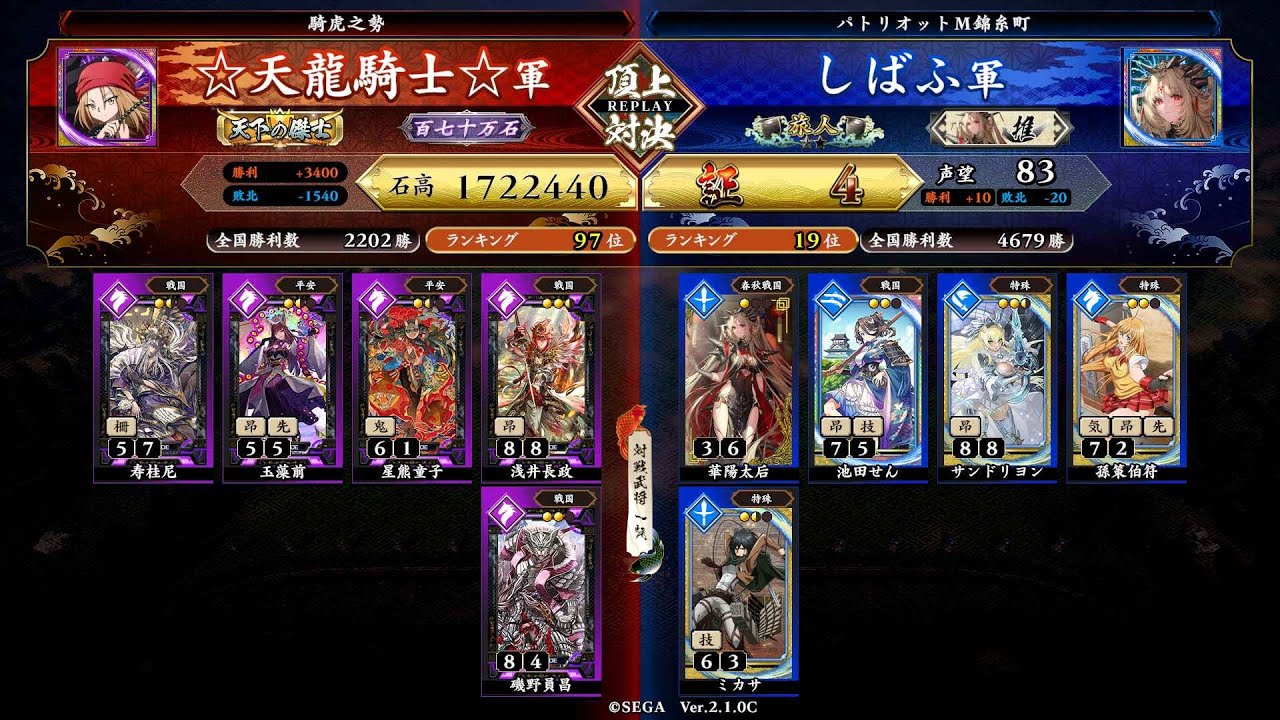 騎虎之勢
パトリオットM錦糸町
☆天龍騎士☆軍
天下の傑士
百七十万石
頂上
REPLAY
対決
しばふ軍
旅人
推
勝利 +3400
敗北 -1540
石高 1722440
証 4
声望 83
勝利 +10 敗北 -20
全国勝利数 2202勝
ランキング 97位
ランキング 19位
全国勝利数 4679勝
戦国
柵
5 7
寿桂尼
平安
昂 先
5 5
玉藻前
平安
鬼
6 1
星熊童子
戦国
昂
8 8
浅井長政
戦国
8 4
磯野員昌
対戦武将一覧
春秋戦国
3 6
華陽太后
戦国
昂 技
7 5
池田せん
特殊
昂
8 8
サンドリヨン
特殊
気 昂 先
7 2
孫策伯符
特殊
技
6 3
ミカサ
©SEGA Ver.2.1.0C